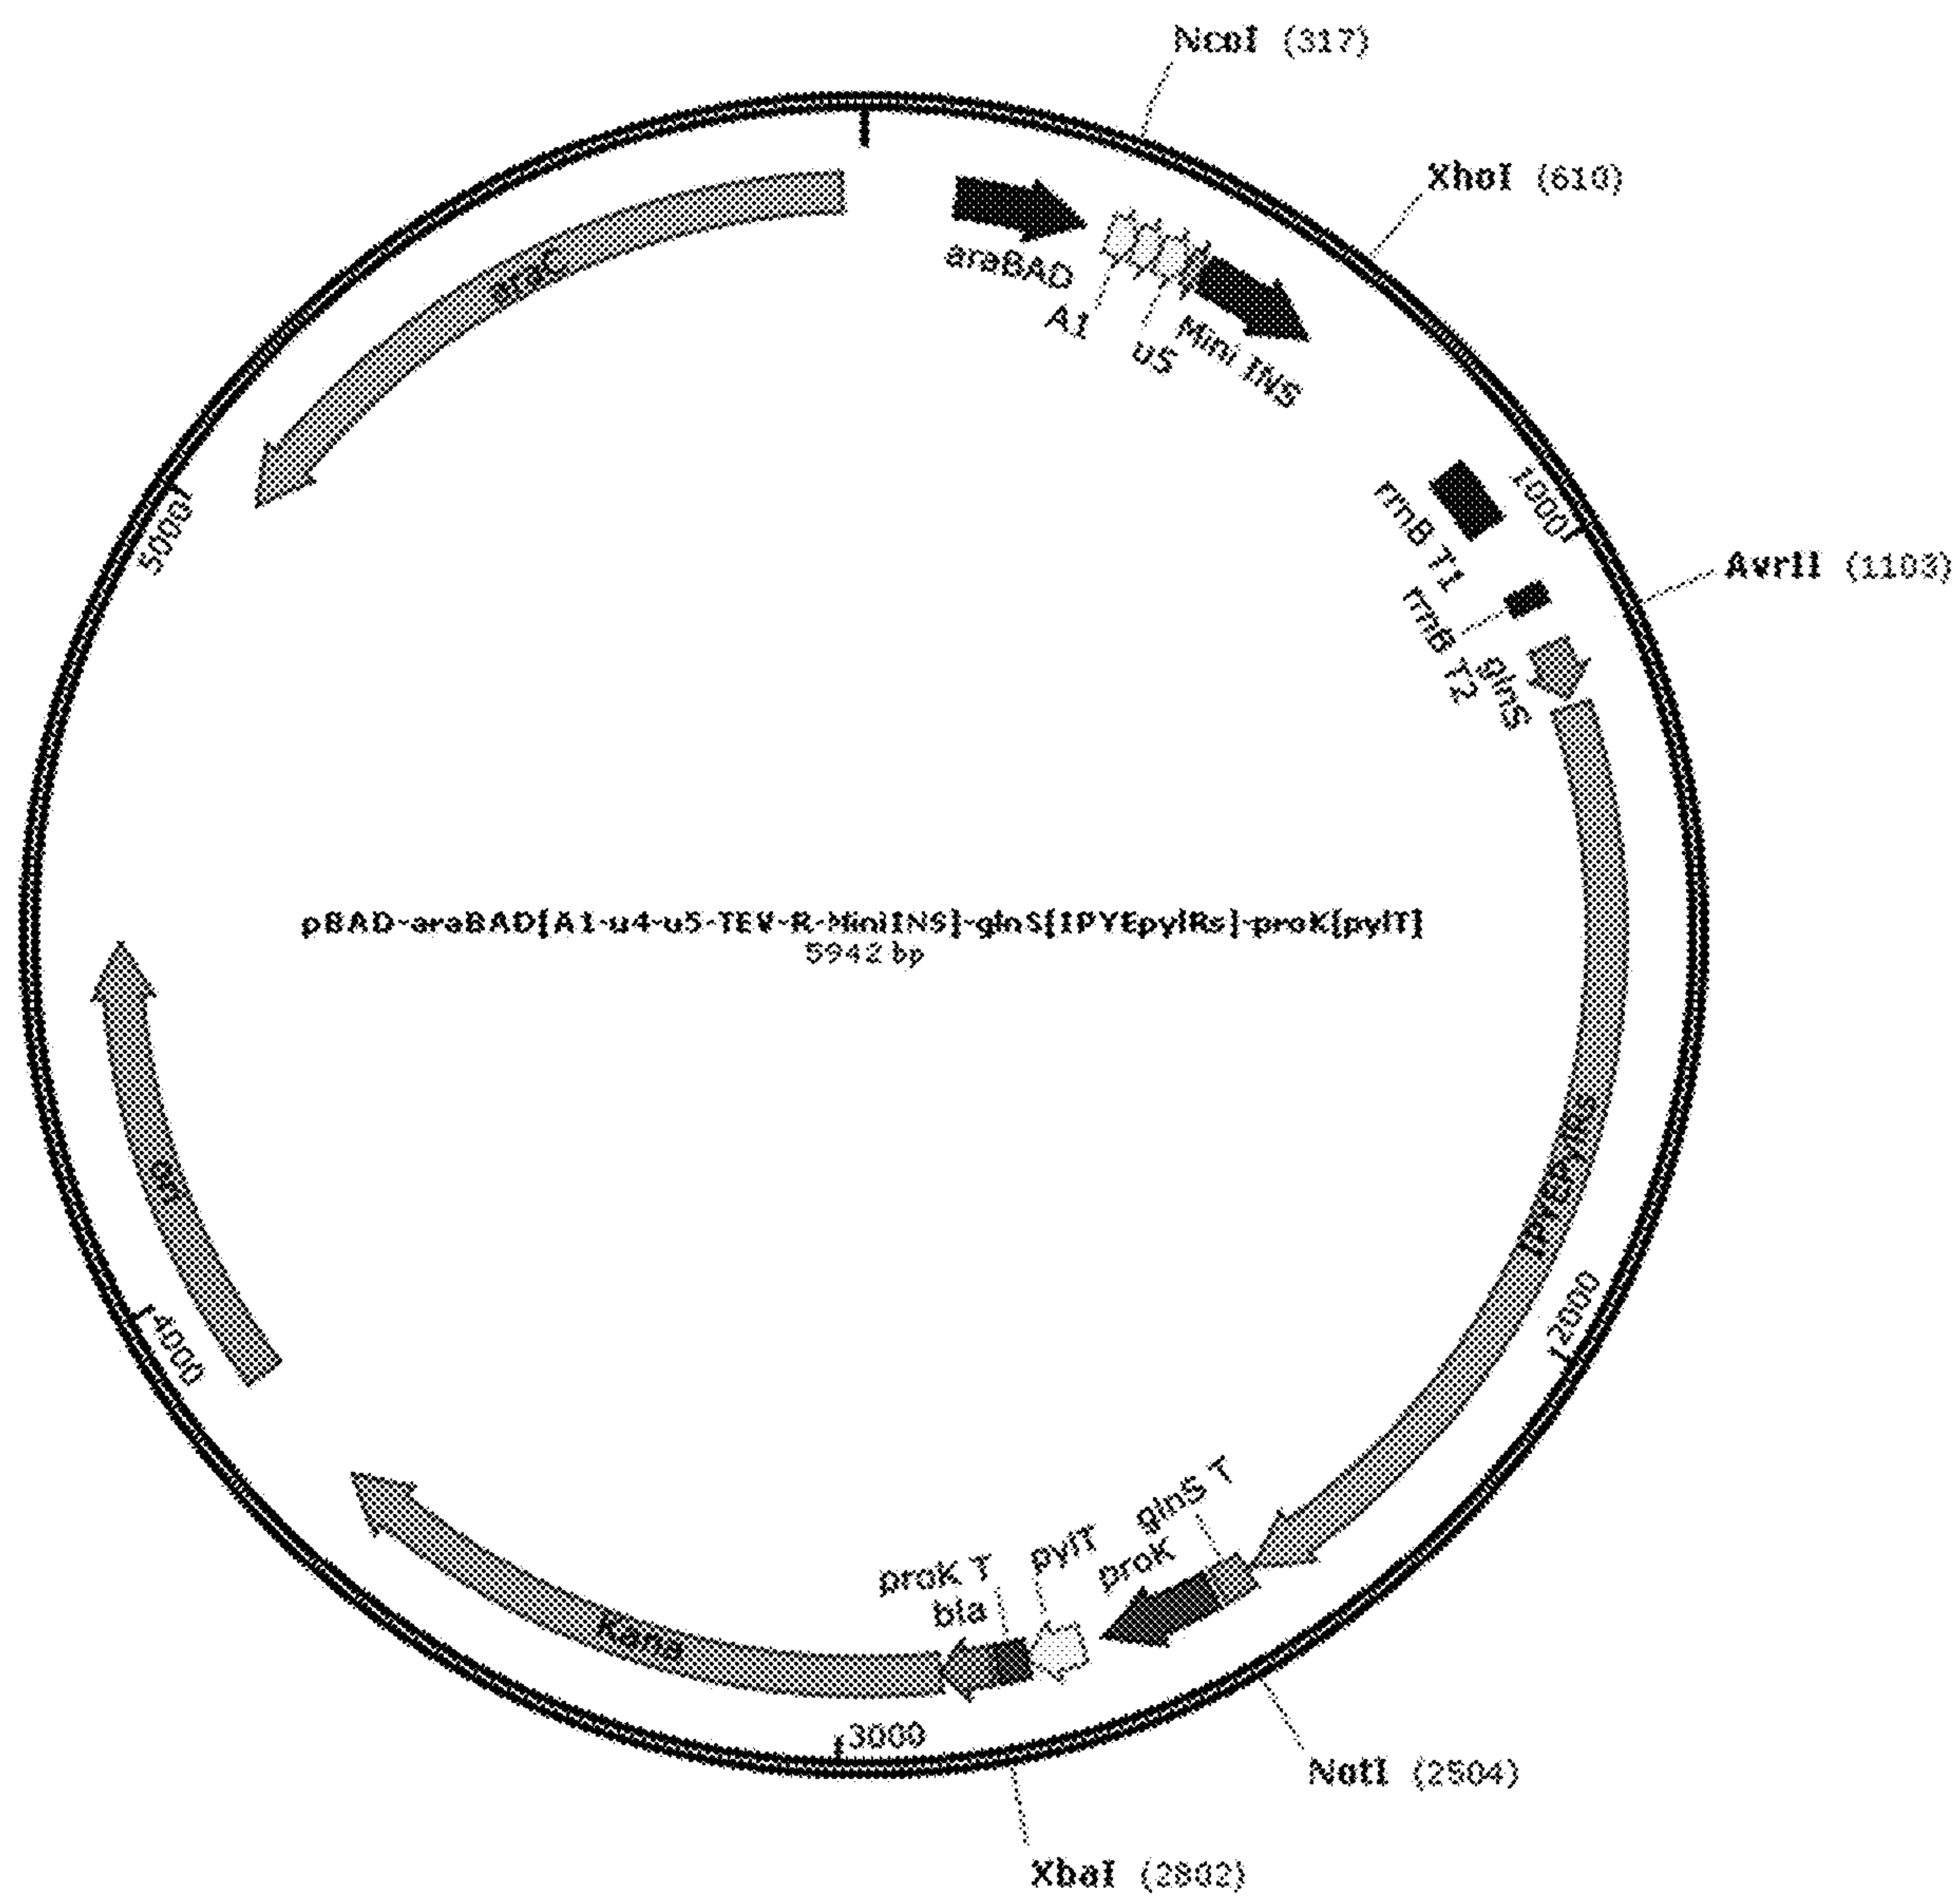 NcoI (317)
XhoI (610)
araBAD
A1
u5
Mini INS
araC
rrnB T1
1000
AvrII (1103)
rrnB T2
glnS
5000
pBAD-araBAD[A1-u4-u5-TEV-R-MiniINS]-glnS[IPYEpylRs]-proK[pylT]
5942 bp
IPYEpylRs
ori
2000
4000
glnS T
pylT
proK
proK T
bla
Kana
3000
NotI (2504)
XbaI (2802)